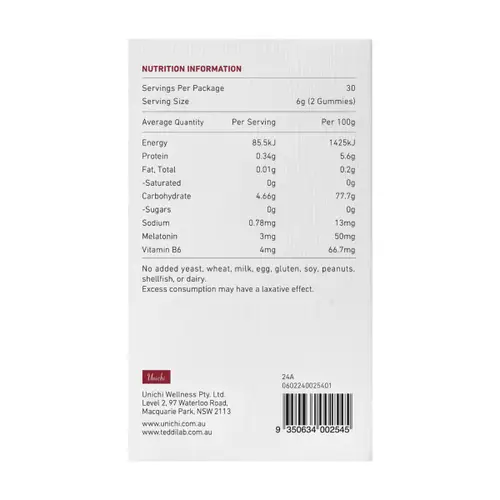 NUTRITION INFORMATION
Servings Per Package 30
Serving Size 6g (2 Gummies)
Average Quantity Per Serving Per 100g
Energy 85.5kJ 1425kJ
Protein 0.34g 5.6g
Fat, Total 0.01g 0.2g
-Saturated 0g 0g
Carbohydrate 4.66g 77.7g
-Sugars 0g 0g
Sodium 0.78mg 13mg
Melatonin 3mg 50mg
Vitamin B6 4mg 66.7mg
No added yeast, wheat, milk, egg, gluten, soy, peanuts,
shellfish, or dairy.
Excess consumption may have a laxative effect.
Unichi
Unichi Wellness Pty. Ltd.
Level 2, 97 Waterloo Road,
Macquarie Park, NSW 2113
www.unichi.com.au
www.teddilab.com.au
24A
0602240025401
9 350634 002545